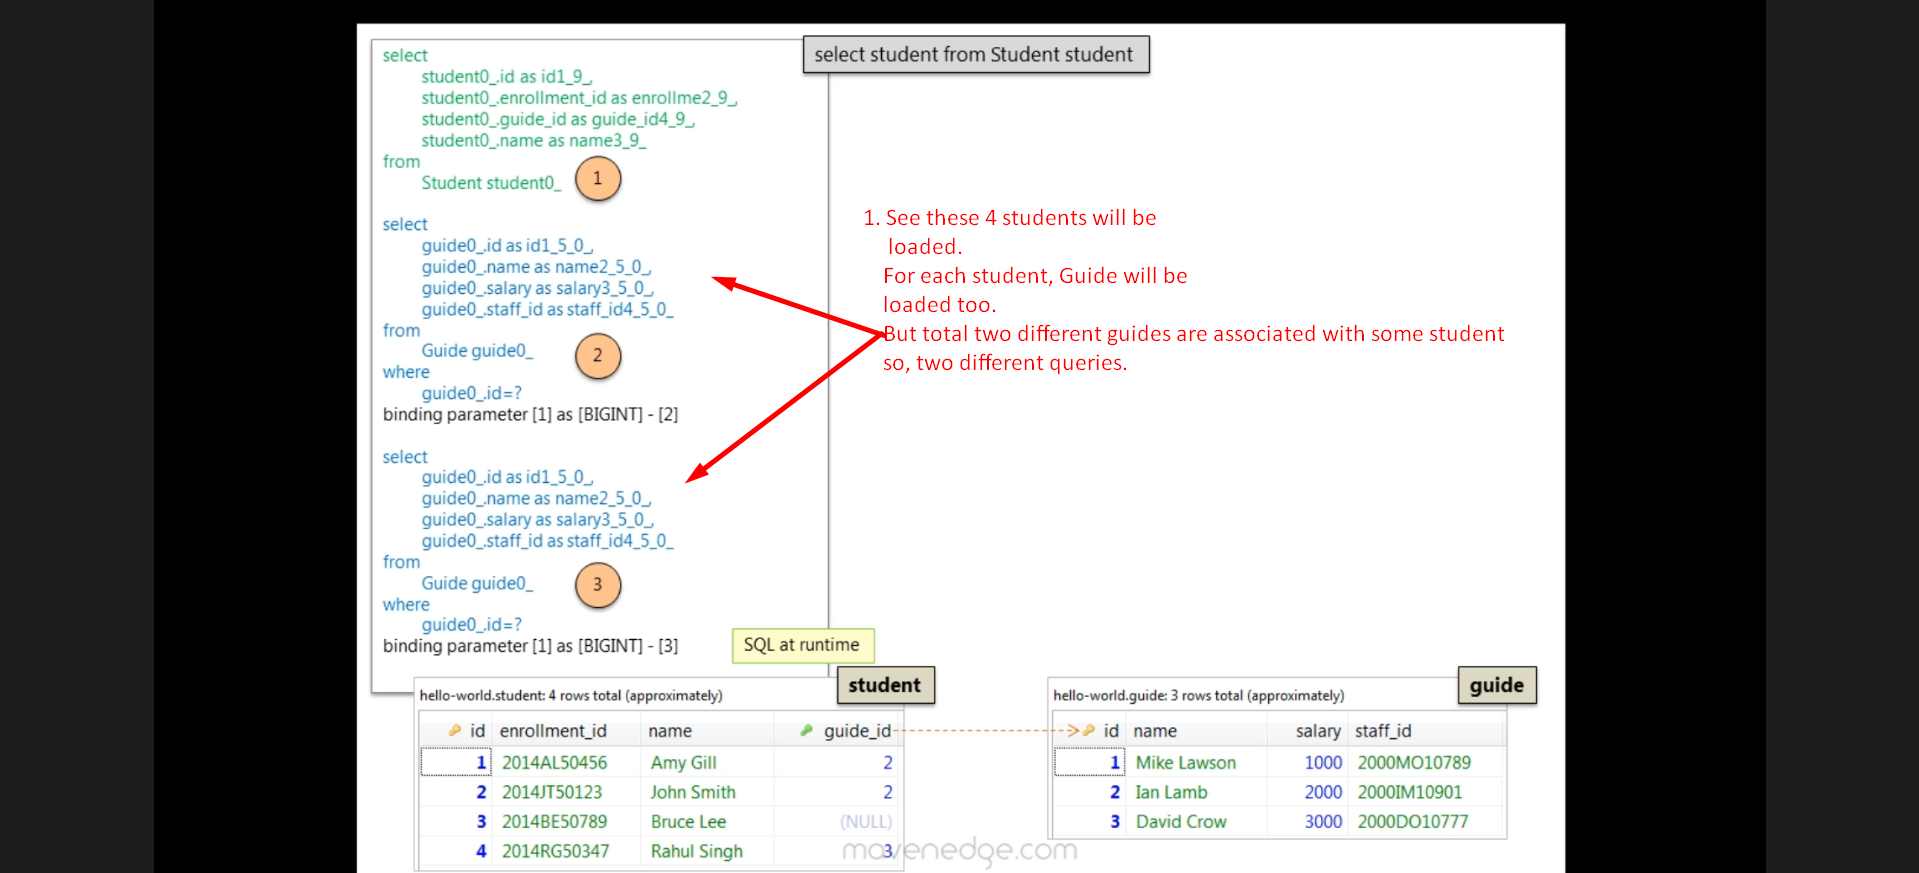 select student from Student student
select
student0_.id as id1_9_,
student0_.enrollment_id as enrollme2_9_,
student0_.guide_id as guide_id4_9_,
student0_.name as name3_9_
from
Student student0_
1
select
guide0_.id as id1_5_0_,
guide0_.name as name2_5_0_,
guide0_.salary as salary3_5_0_,
guide0_.staff_id as staff_id4_5_0_
from
Guide guide0_
2
where
guide0_.id=?
binding parameter [1] as [BIGINT] - [2]
select
guide0_.id as id1_5_0_,
guide0_.name as name2_5_0_,
guide0_.salary as salary3_5_0_,
guide0_.staff_id as staff_id4_5_0_
from
Guide guide0_
3
where
guide0_.id=?
binding parameter [1] as [BIGINT] - [3]
1. See these 4 students will be
loaded.
For each student, Guide will be
loaded too.
But total two different guides are associated with some student
so, two different queries.
SQL at runtime
student
hello-world.student: 4 rows total (approximately)
id enrollment_id name guide_id
1 2014AL50456 Amy Gill 2
2 2014JT50123 John Smith 2
3 2014BE50789 Bruce Lee (NULL)
4 2014RG50347 Rahul Singh 3
guide
hello-world.guide: 3 rows total (approximately)
id name salary staff_id
1 Mike Lawson 1000 2000MO10789
2 Ian Lamb 2000 2000IM10901
3 David Crow 3000 2000DO10777
mavenedge.com